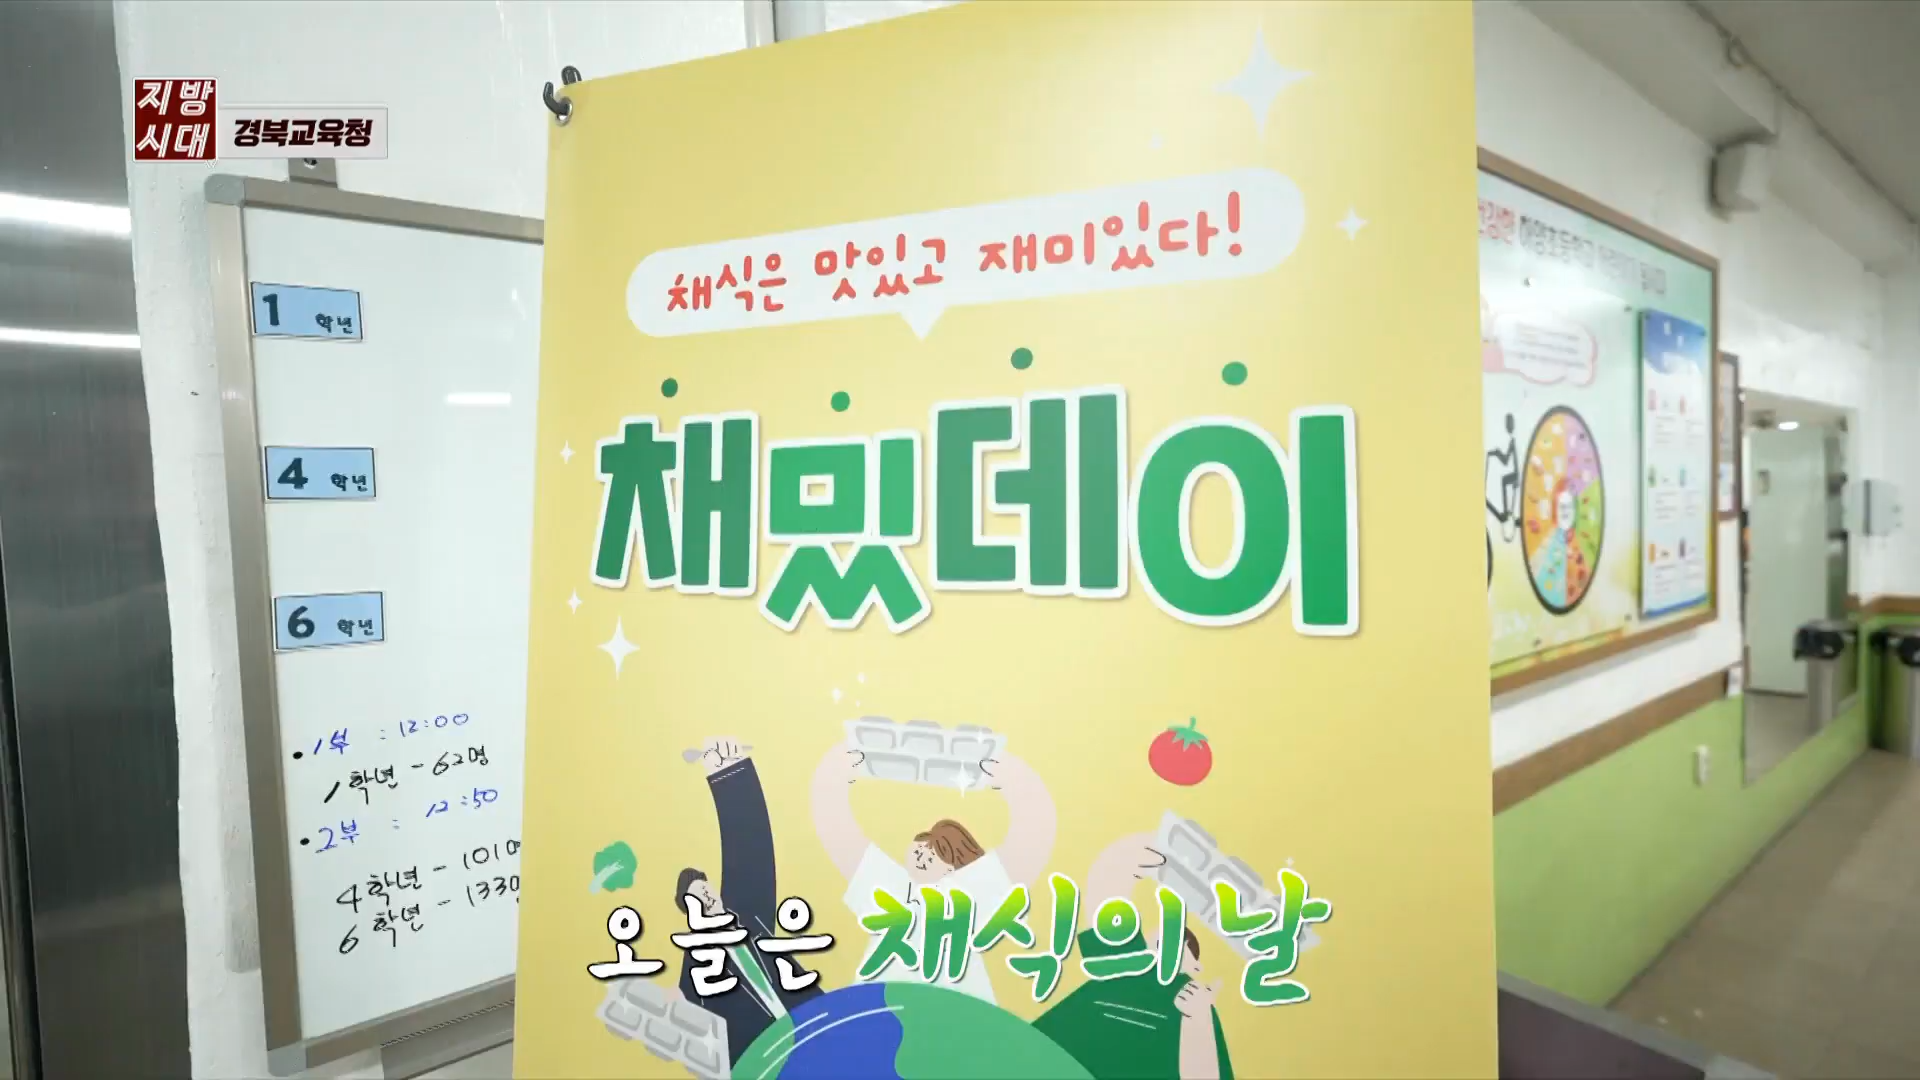 지방
시대
경북교육청
채식은 맛있고 재미있다!
채밌데이
1 학년
4 학년
6 학년
• 1부 : 12:00
1학년 - 62명
• 2부 : 12:50
4학년 - 101명
6학년 - 133명
오늘은 채식의 날